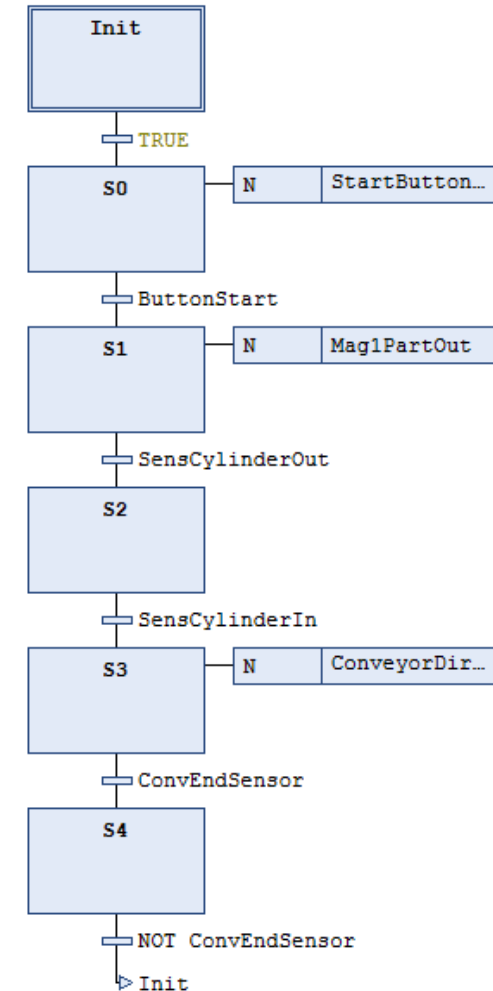 Init
TRUE
S0 N StartButton…
ButtonStart
S1 N Mag1PartOut
SensCylinderOut
S2
SensCylinderIn
S3 N ConveyorDir…
ConvEndSensor
S4
NOT ConvEndSensor
Init